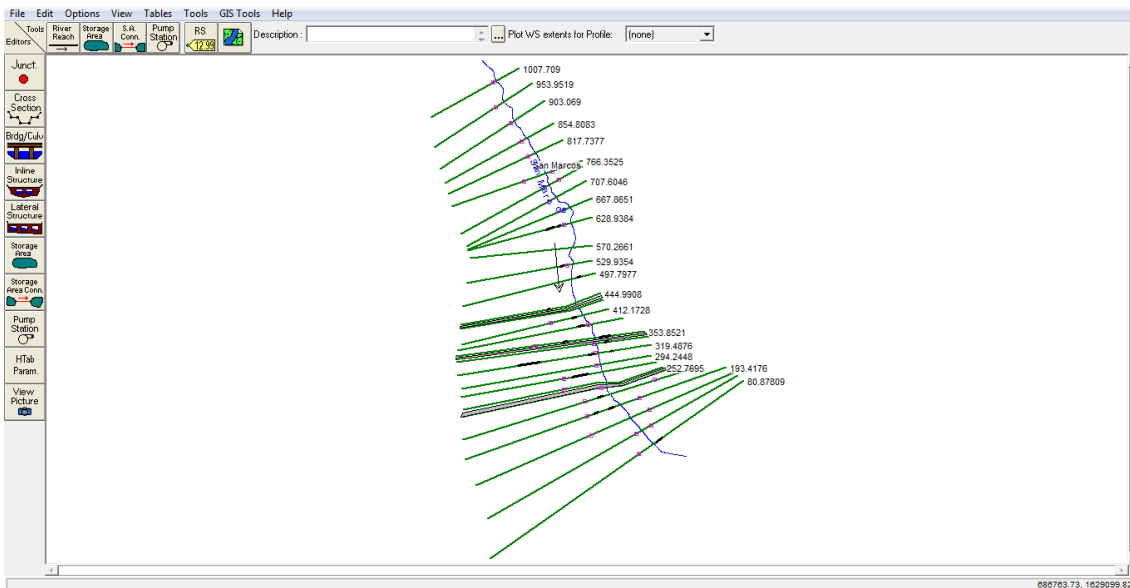 File Edit Options View Tables Tools GIS Tools Help
Tools
Editors
River
Reach
Storage
Area
S.A.
Conn.
Pump
Station
RS
12.99
Description :
...
Plot WS extents for Profile:
(none)
Junct.
Cross
Section
Brdg/Culv
Inline
Structure
Lateral
Structure
Storage
Area
Storage
Area Conn.
Pump
Station
HTab
Param.
View
Picture
1007.709
953.9519
903.069
854.8083
817.7377
766.3525
San Marcos
707.6046
667.8651
628.9384
570.2661
529.9354
497.7977
444.9908
412.1728
353.8521
319.4876
294.2448
252.7695
193.4176
80.87809
686763.73, 1629099.82